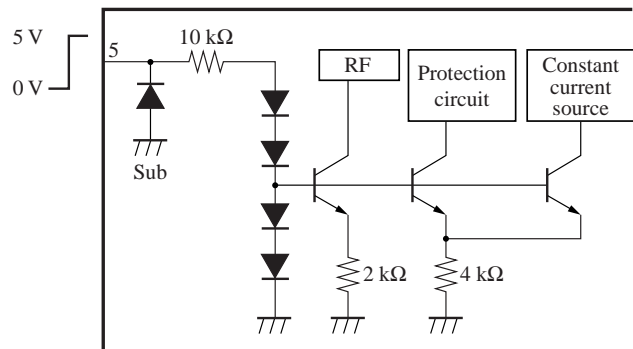 5 V
0 V
5
10 kΩ
Sub
RF
Protection
circuit
Constant
current
source
2 kΩ
4 kΩ